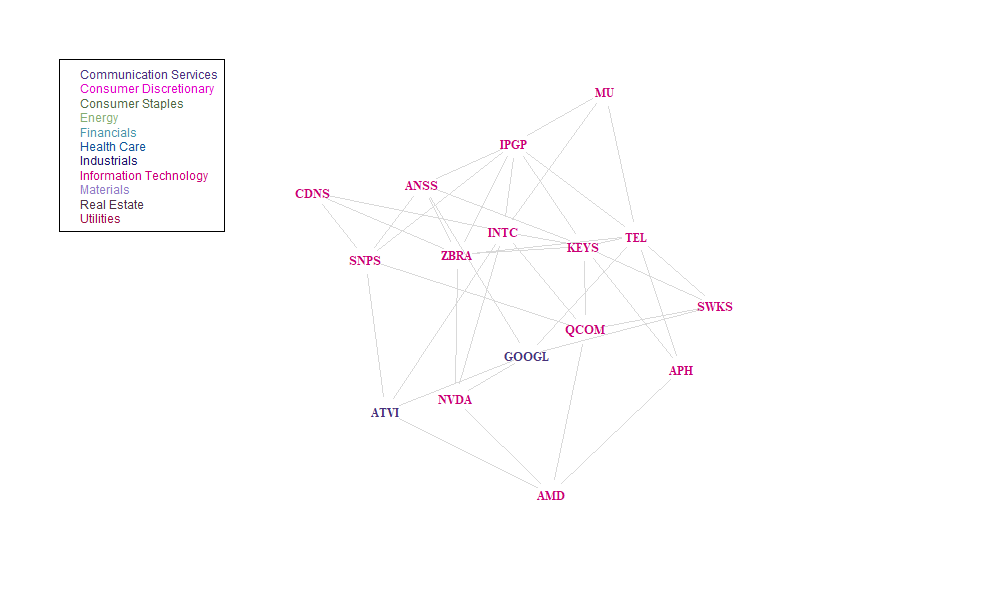 Communication Services
Consumer Discretionary
Consumer Staples
Energy
Financials
Health Care
Industrials
Information Technology
Materials
Real Estate
Utilities
MU
IPGP
ANSS
CDNS
INTC
TEL
KEYS
ZBRA
SNPS
SWKS
QCOM
GOOGL
APH
NVDA
ATVI
AMD